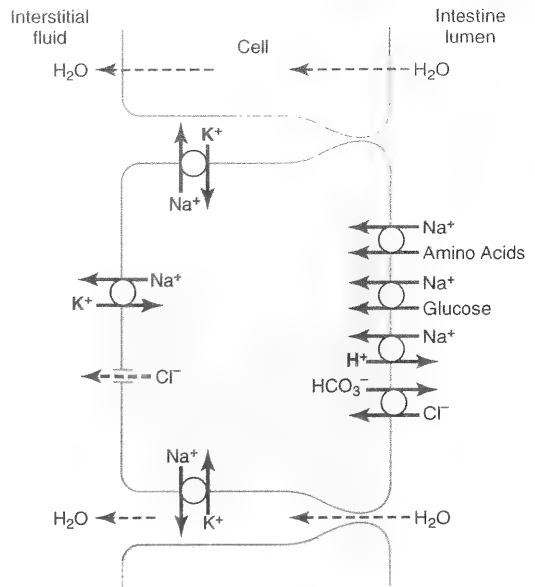 Interstitial
fluid
Cell
Intestine
lumen
H₂O
H₂O
K⁺
Na⁺
Na⁺
Amino Acids
Na⁺
K⁺
Na⁺
Glucose
Na⁺
H⁺
HCO₃⁻
Cl⁻
Cl⁻
Na⁺
K⁺
H₂O
H₂O